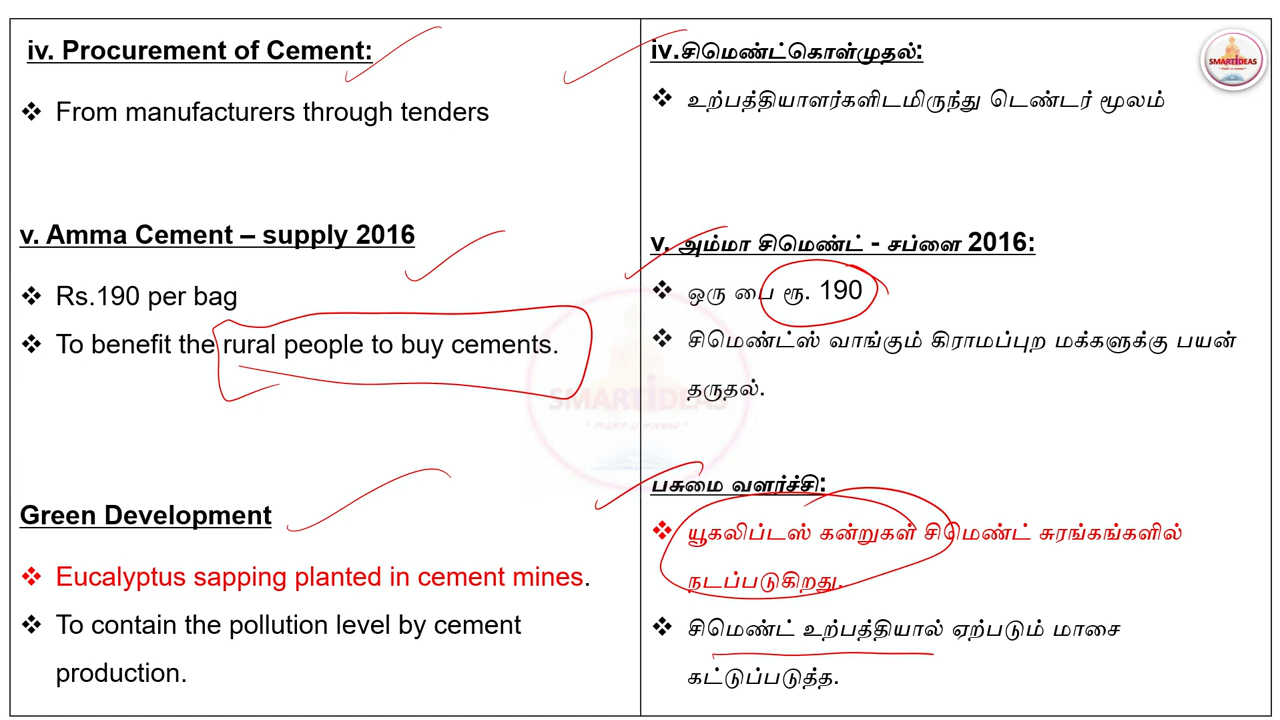 iv. Procurement of Cement:
❖ From manufacturers through tenders
v. Amma Cement – supply 2016
❖ Rs.190 per bag
❖ To benefit the rural people to buy cements.
Green Development
❖ Eucalyptus sapping planted in cement mines.
❖ To contain the pollution level by cement
production.
iv.சிமெண்ட்கொள்முதல்:
❖ உற்பத்தியாளர்களிடமிருந்து டெண்டர் மூலம்
v. அம்மா சிமெண்ட் - சப்ளை 2016:
❖ ஒரு பை ரூ. 190
❖ சிமெண்ட்ஸ் வாங்கும் கிராமப்புற மக்களுக்கு பயன்
தருதல்.
பசுமை வளர்ச்சி:
❖ யூகலிப்டஸ் கன்றுகள் சிமெண்ட் சுரங்கங்களில்
நடப்படுகிறது.
❖ சிமெண்ட் உற்பத்தியால் ஏற்படும் மாசை
கட்டுப்படுத்த.
SMARTIDEAS
SMARTIDEAS
"MAKE U KNOW"